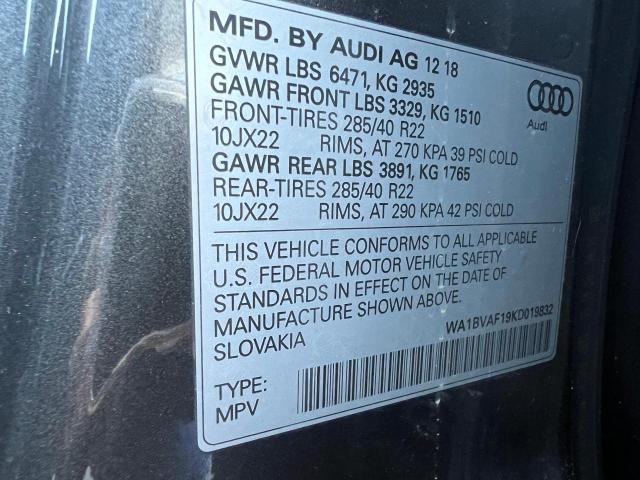 MFD. BY AUDI AG 12 18
GVWR LBS 6471, KG 2935
GAWR FRONT LBS 3329, KG 1510
FRONT-TIRES 285/40 R22
10JX22 RIMS, AT 270 KPA 39 PSI COLD
GAWR REAR LBS 3891, KG 1765
REAR-TIRES 285/40 R22
10JX22 RIMS, AT 290 KPA 42 PSI COLD
Audi
THIS VEHICLE CONFORMS TO ALL APPLICABLE
U.S. FEDERAL MOTOR VEHICLE SAFETY
STANDARDS IN EFFECT ON THE DATE OF
MANUFACTURE SHOWN ABOVE.
SLOVAKIA
WA1BVAF19KD019832
TYPE:
MPV